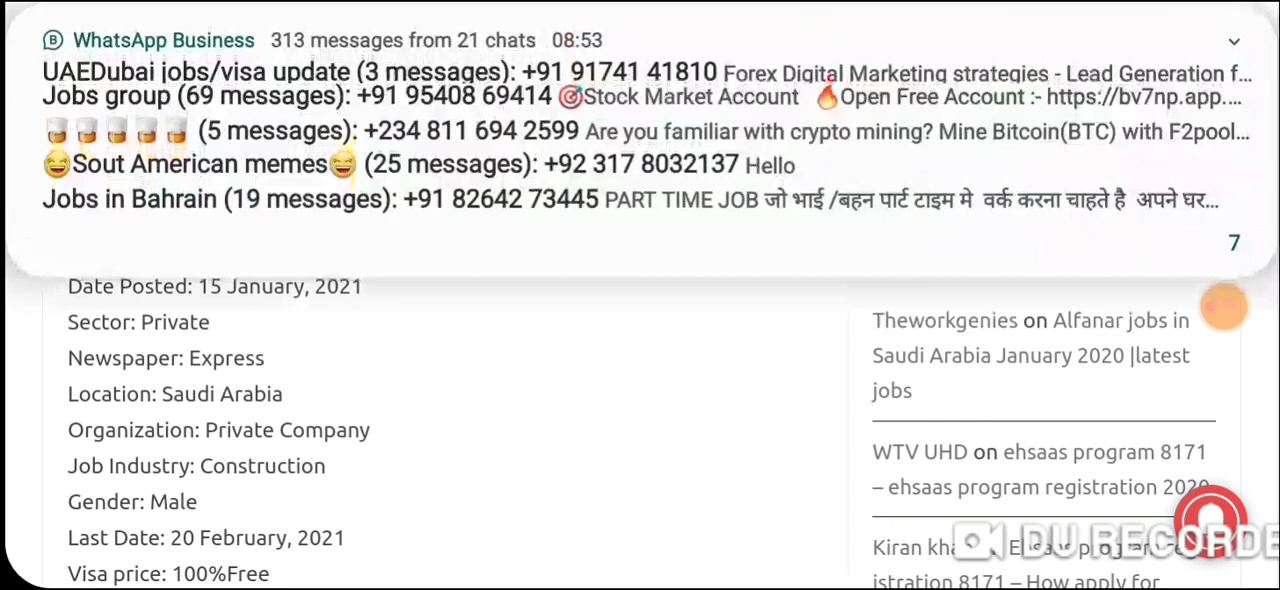 WhatsApp Business 313 messages from 21 chats 08:53
UAEDubai jobs/visa update (3 messages): +91 91741 41810 Forex Digital Marketing strategies - Lead Generation f...
Jobs group (69 messages): +91 95408 69414 🎯Stock Market Account 🔥Open Free Account :- https://bv7np.app....
🥃🥃🥃🥃🥃 (5 messages): +234 811 694 2599 Are you familiar with crypto mining? Mine Bitcoin(BTC) with F2pool...
😆Sout American memes😆 (25 messages): +92 317 8032137 Hello
Jobs in Bahrain (19 messages): +91 82642 73445 PART TIME JOB जो भाई /बहन पार्ट टाइम मे वर्क करना चाहते है अपने घर...
7
Date Posted: 15 January, 2021
Sector: Private
Newspaper: Express
Location: Saudi Arabia
Organization: Private Company
Job Industry: Construction
Gender: Male
Last Date: 20 February, 2021
Visa price: 100%Free
Theworkgenies on Alfanar jobs in
Saudi Arabia January 2020 |latest
jobs
WTV UHD on ehsaas program 8171
– ehsaas program registration 2020
Kiran
istration 8171 – How apply for
DU RECORDE